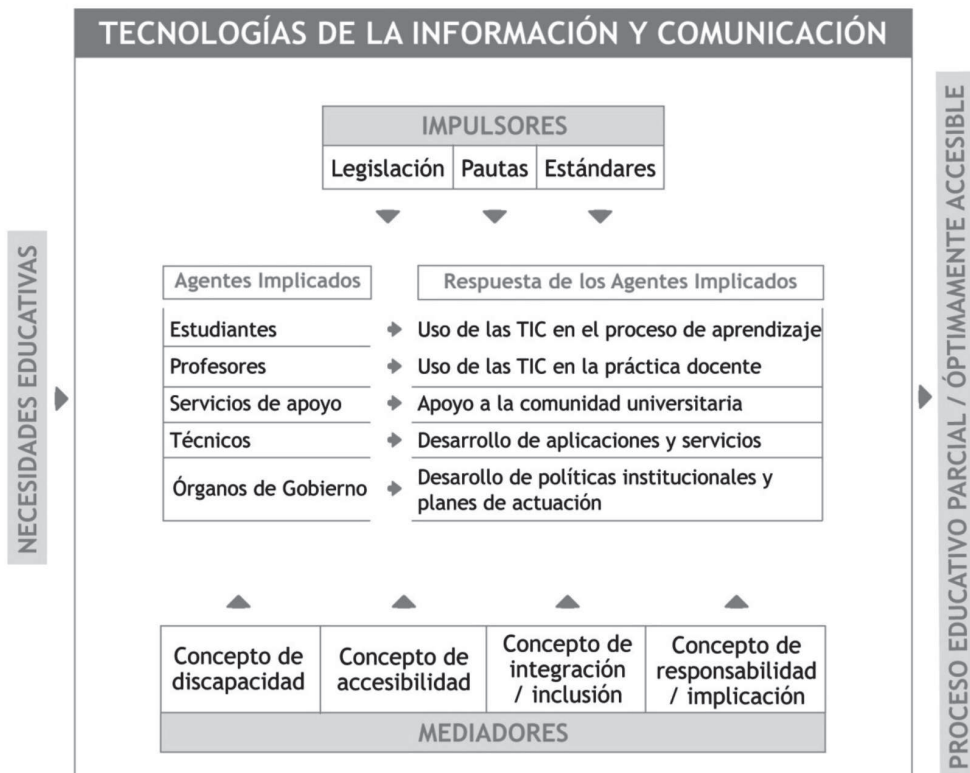 TECNOLOGÍAS DE LA INFORMACIÓN Y COMUNICACIÓN
IMPULSORES
Legislación Pautas Estándares
NECESIDADES EDUCATIVAS
Agentes Implicados Respuesta de los Agentes Implicados
Estudiantes Uso de las TIC en el proceso de aprendizaje
Profesores Uso de las TIC en la práctica docente
Servicios de apoyo Apoyo a la comunidad universitaria
Técnicos Desarrollo de aplicaciones y servicios
Órganos de Gobierno Desarollo de políticas institucionales y
planes de actuación
Concepto de
discapacidad
Concepto de
accesibilidad
Concepto de
integración
/ inclusión
Concepto de
responsabilidad
/ implicación
MEDIADORES
PROCESO EDUCATIVO PARCIAL / ÓPTIMAMENTE ACCESIBLE